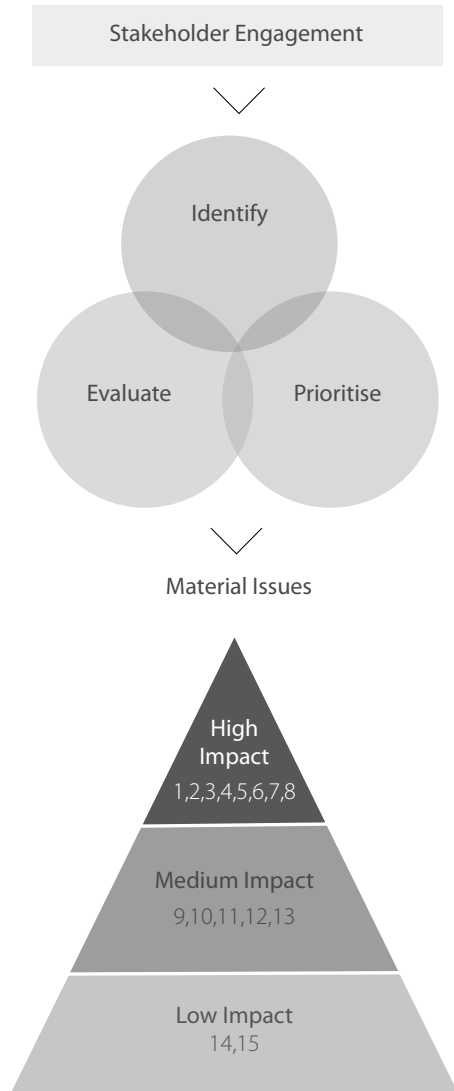 Stakeholder Engagement
Identify
Evaluate
Prioritise
Material Issues
High
Impact
1,2,3,4,5,6,7,8
Medium Impact
9,10,11,12,13
Low Impact
14,15